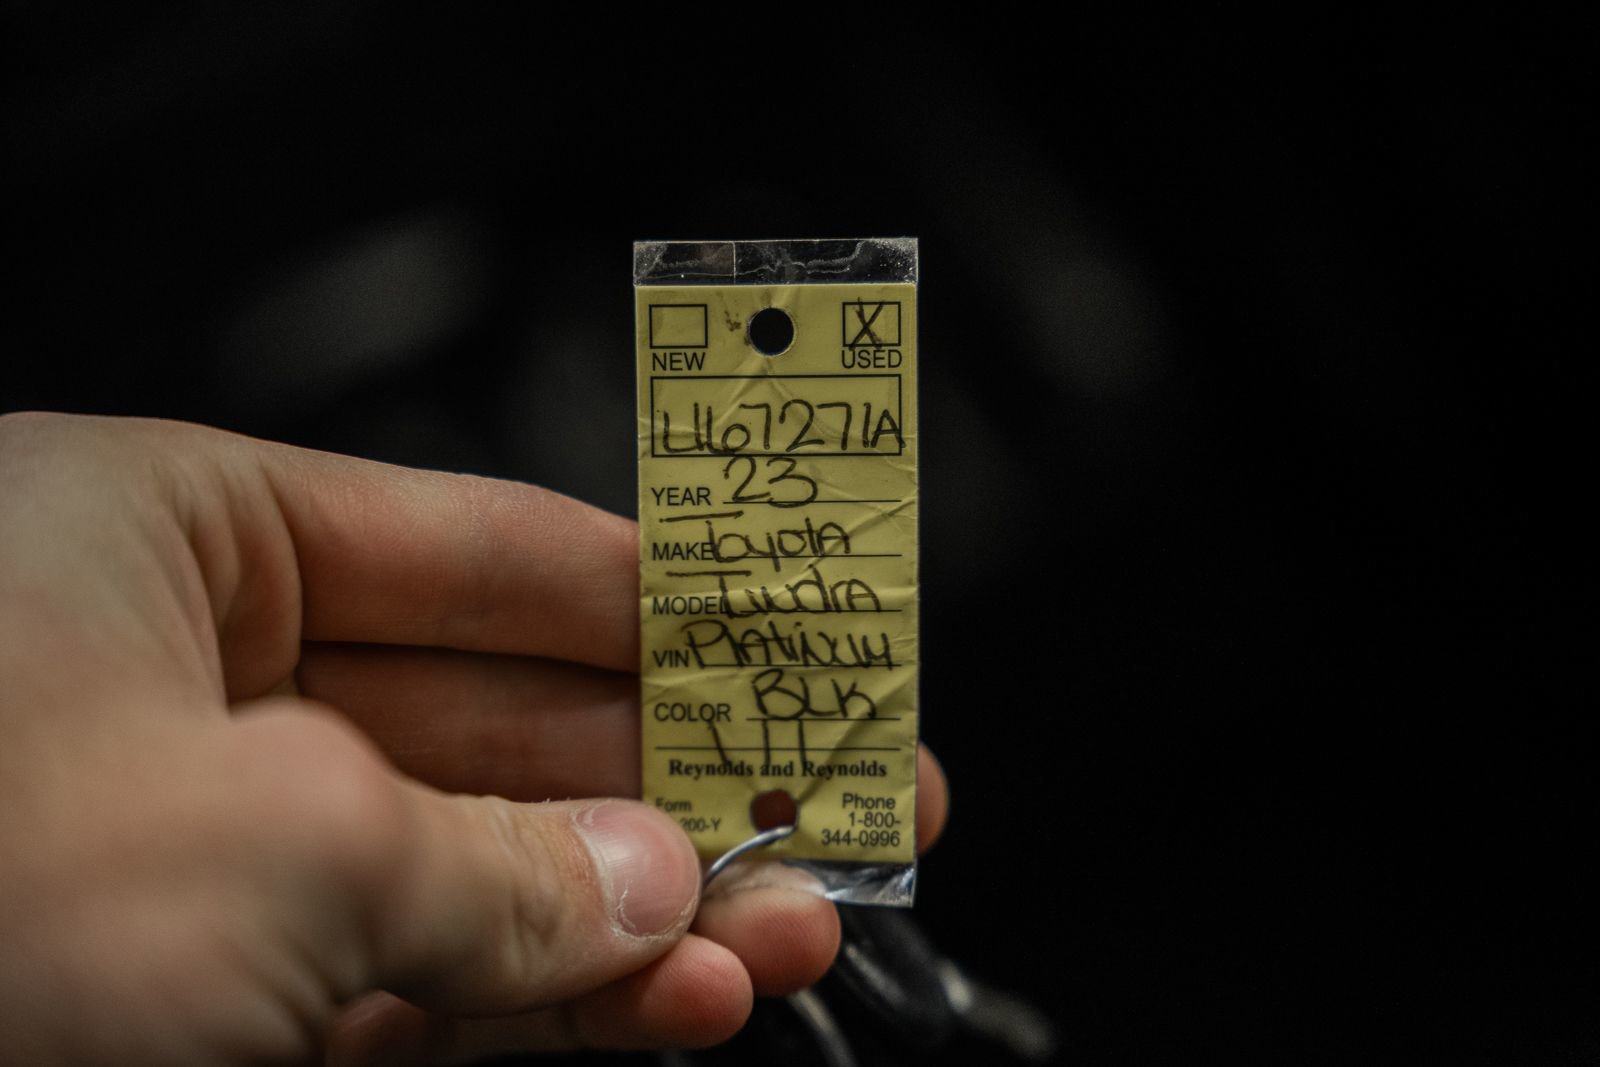 X
NEW USED
U167271A
YEAR 23
MAKE Toyota
MODEL Tundra
VIN Platinum
COLOR BLK
Reynolds and Reynolds
Form Phone
200-Y 1-800-
344-0996